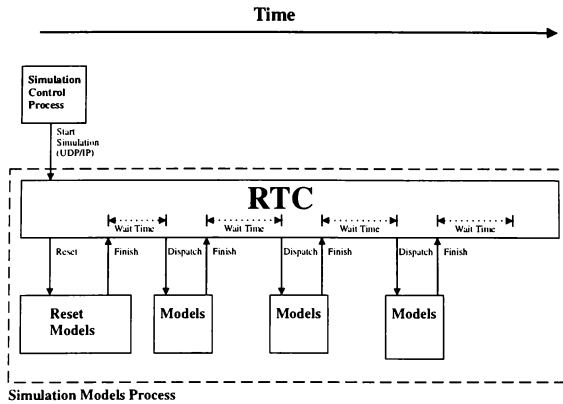 Time
Simulation
Control
Process
Start
Simulation
(UDP/IP)
RTC
Wait Time
Wait Time
Wait Time
Wait Time
Reset
Finish
Dispatch
Finish
Dispatch
Finish
Dispatch
Finish
Reset
Models
Models
Models
Models
Simulation Models Process